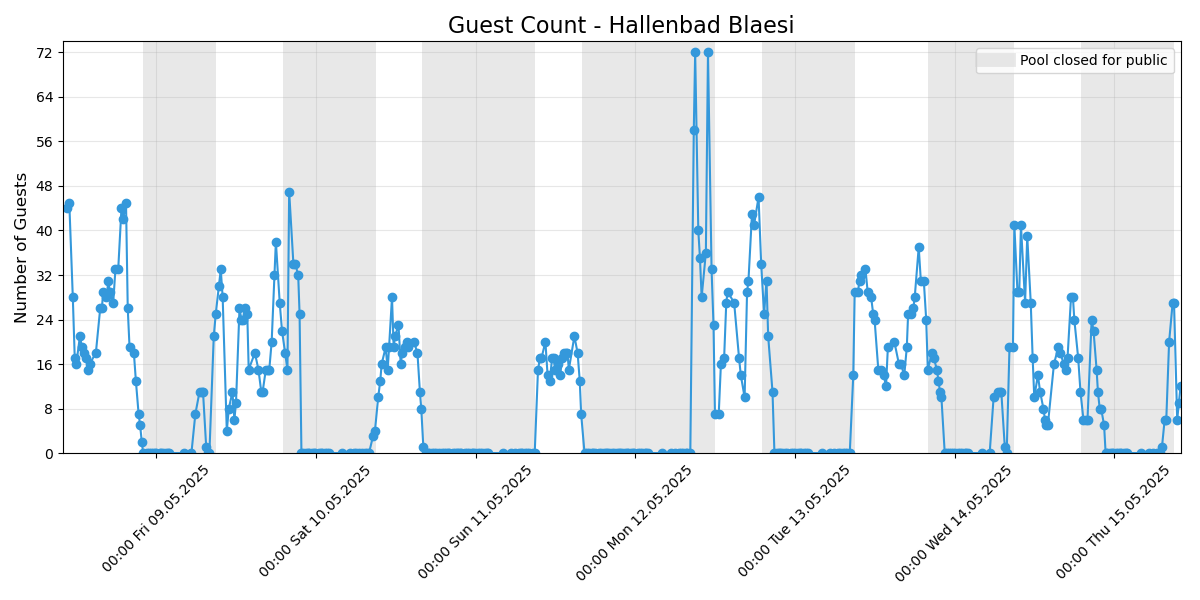 Guest Count - Hallenbad Blaesi
Pool closed for public
Number of Guests
72
64
56
48
40
32
24
16
8
0
00:00 Fri 09.05.2025
00:00 Sat 10.05.2025
00:00 Sun 11.05.2025
00:00 Mon 12.05.2025
00:00 Tue 13.05.2025
00:00 Wed 14.05.2025
00:00 Thu 15.05.2025